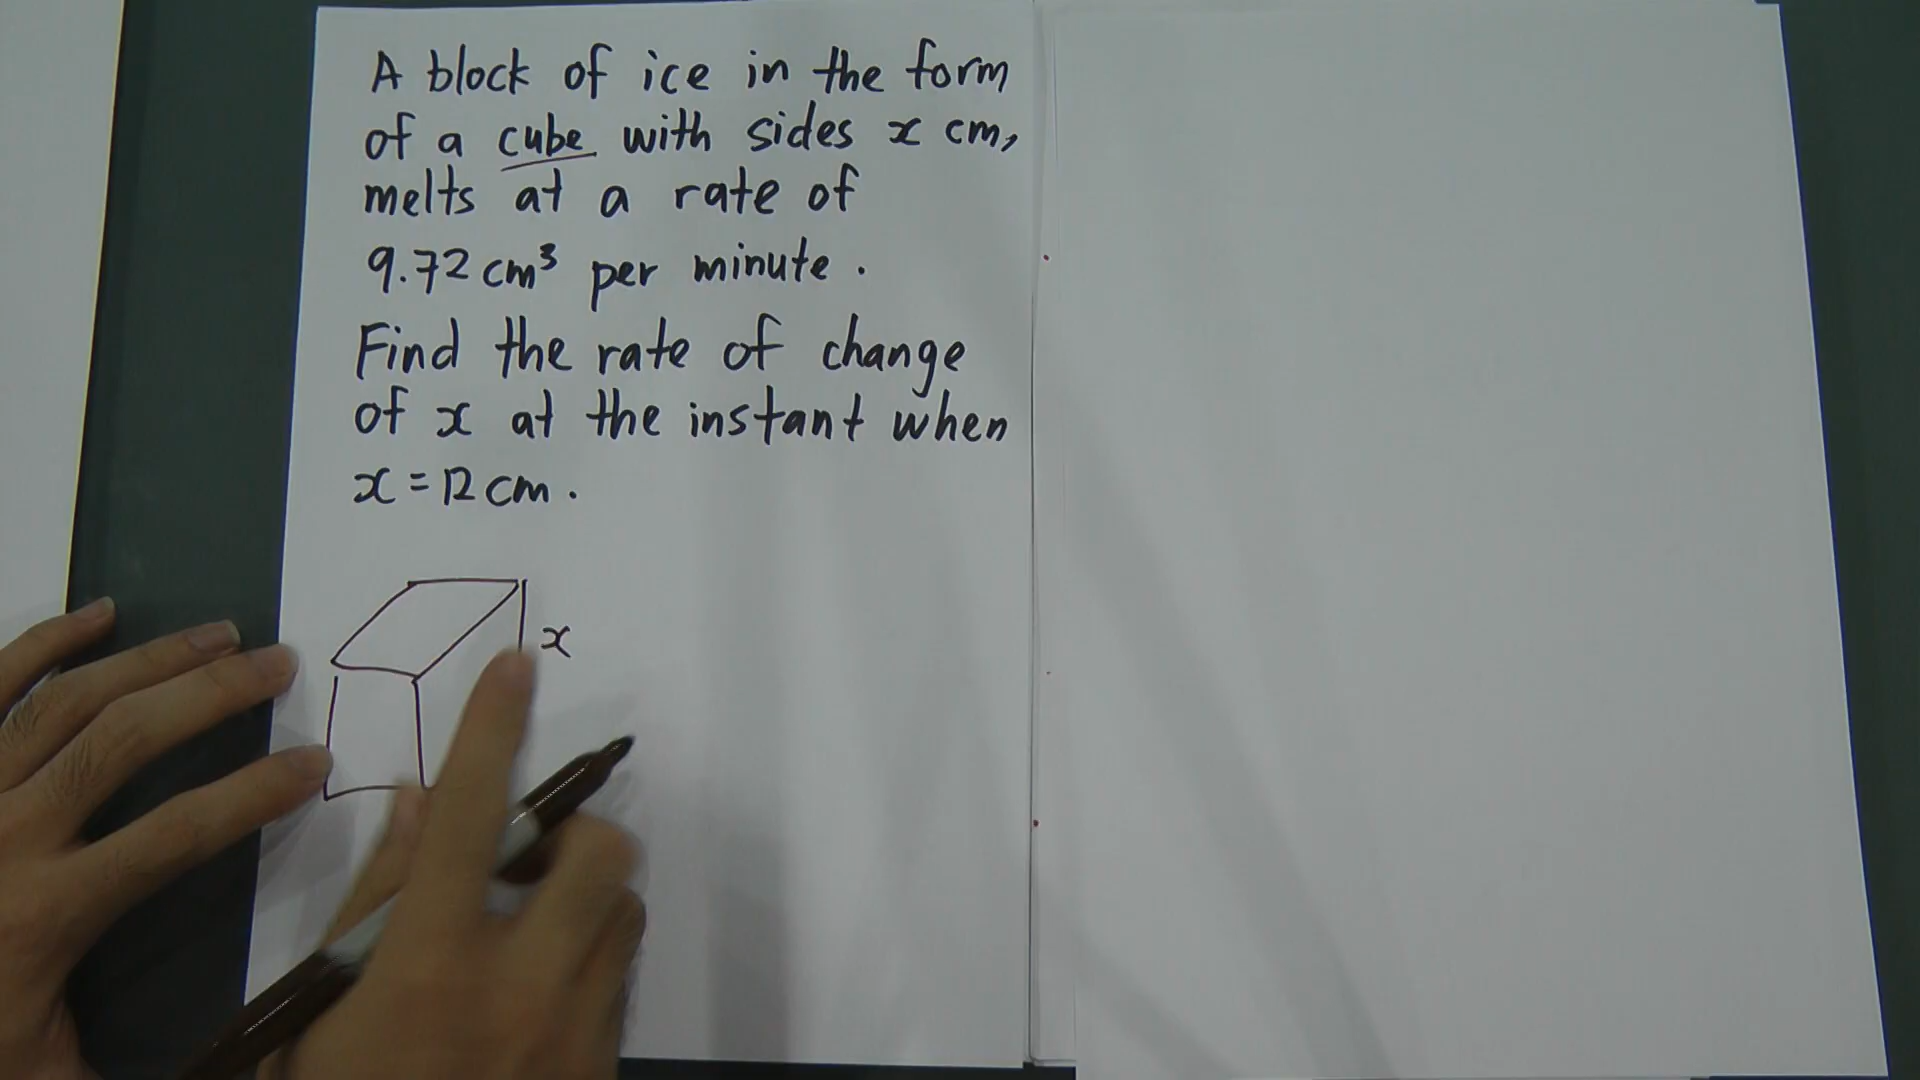 A block of ice in the form
of a cube with sides x cm,
melts at a rate of
9.72 cm³ per minute.
Find the rate of change
of x at the instant when
x = 12 cm.
x